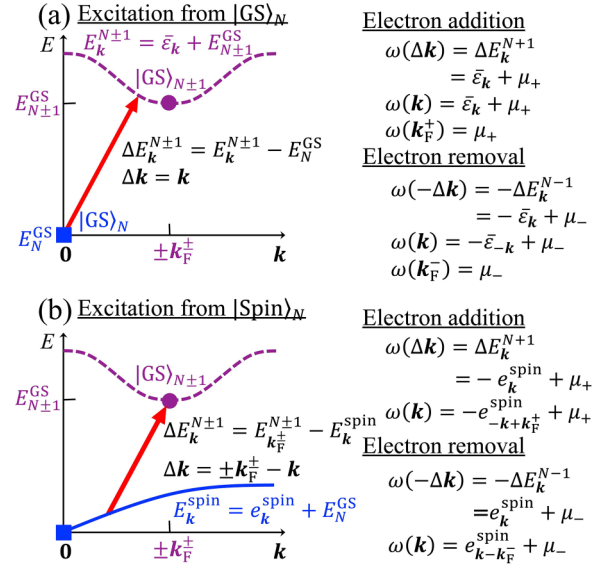 (a) Excitation from |GS⟩_N
E
E_𝒌^{N±1} = ε̄_𝒌 + E_{N±1}^{GS}
|GS⟩_{N±1}
E_{N±1}^{GS}
ΔE_𝒌^{N±1} = E_𝒌^{N±1} − E_N^{GS}
Δ𝒌 = 𝒌
|GS⟩_N
E_N^{GS}
0
±𝒌_F^±
𝒌
Electron addition
ω(Δ𝒌) = ΔE_𝒌^{N+1}
= ε̄_𝒌 + μ_+
ω(𝒌) = ε̄_𝒌 + μ_+
ω(𝒌_F^+) = μ_+
Electron removal
ω(−Δ𝒌) = −ΔE_𝒌^{N−1}
= − ε̄_𝒌 + μ_−
ω(𝒌) = −ε̄_{−𝒌} + μ_−
ω(𝒌_F^−) = μ_−
(b) Excitation from |Spin⟩_N
E
|GS⟩_{N±1}
E_{N±1}^{GS}
ΔE_𝒌^{N±1} = E_{𝒌_F^±}^{N±1} − E_𝒌^{spin}
Δ𝒌 = ±𝒌_F^± − 𝒌
E_𝒌^{spin} = e_𝒌^{spin} + E_N^{GS}
0
±𝒌_F^±
𝒌
Electron addition
ω(Δ𝒌) = ΔE_𝒌^{N+1}
= − e_𝒌^{spin} + μ_+
ω(𝒌) = −e_{−𝒌+𝒌_F^+}^{spin} + μ_+
Electron removal
ω(−Δ𝒌) = −ΔE_𝒌^{N−1}
=e_𝒌^{spin} + μ_−
ω(𝒌) = e_{𝒌−𝒌_F^−}^{spin} + μ_−